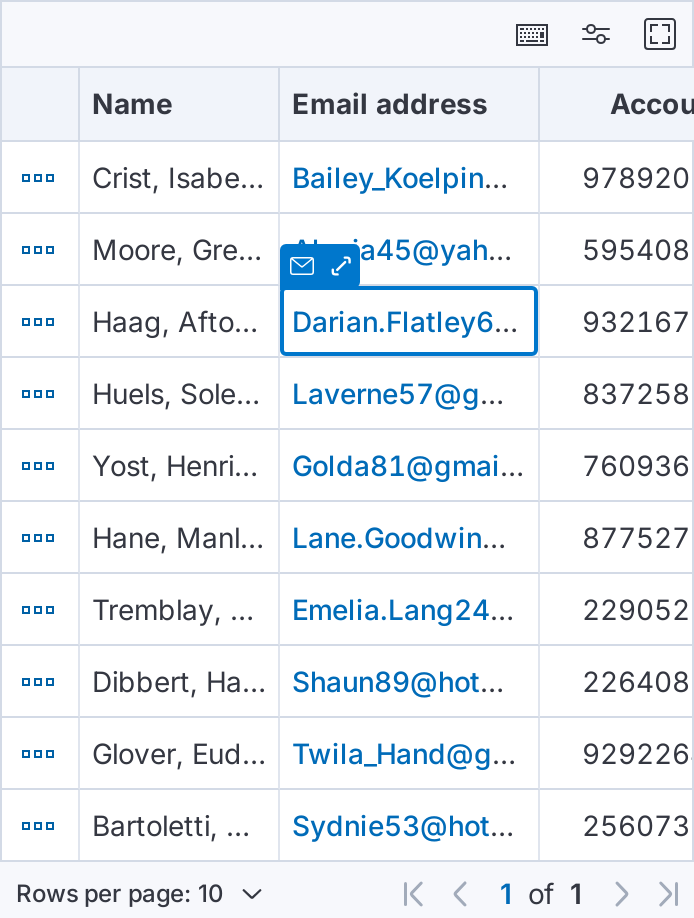 Name Email address Accou
Crist, Isabe... Bailey_Koelpin... 978920
Moore, Gre... a45@yah... 595408
Haag, Afto... Darian.Flatley6... 932167
Huels, Sole... Laverne57@g... 837258
Yost, Henri... Golda81@gmai... 760936
Hane, Manl... Lane.Goodwin... 877527
Tremblay, ... Emelia.Lang24... 229052
Dibbert, Ha... Shaun89@hot... 226408
Glover, Eud... Twila_Hand@g... 929226
Bartoletti, ... Sydnie53@hot... 256073
Rows per page: 10 1 of 1